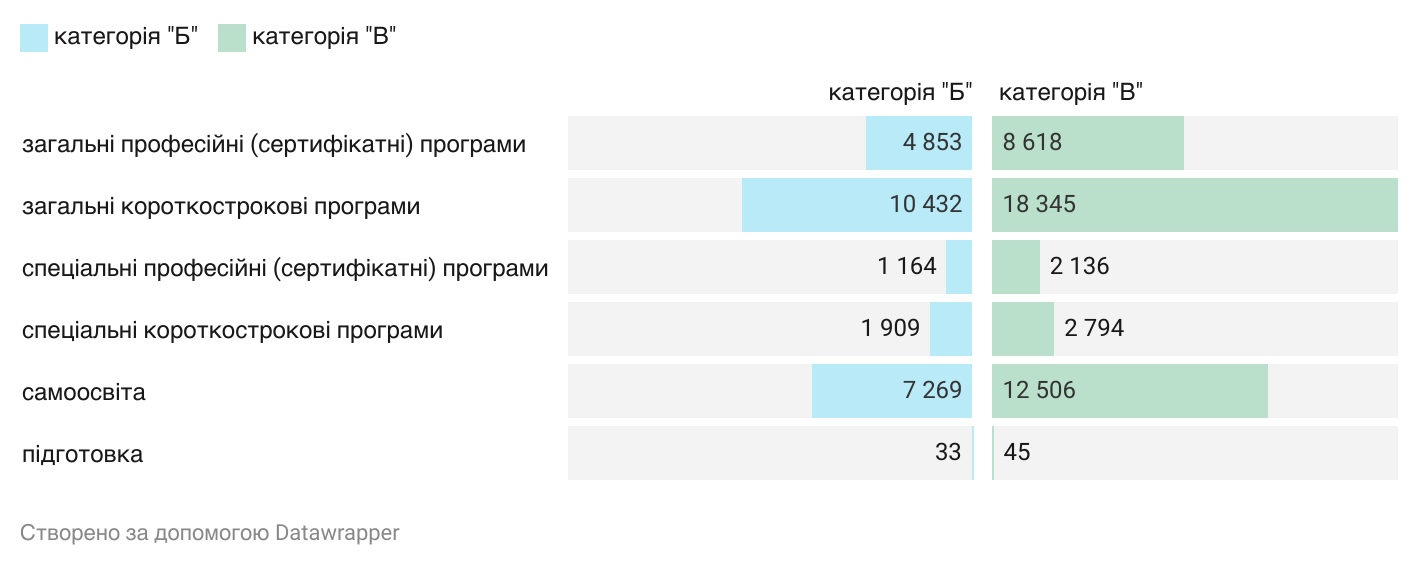 категорія "Б" категорія "В"
категорія "Б" категорія "В"
загальні професійні (сертифікатні) програми 4 853 8 618
загальні короткострокові програми 10 432 18 345
спеціальні професійні (сертифікатні) програми 1 164 2 136
спеціальні короткострокові програми 1 909 2 794
самоосвіта 7 269 12 506
підготовка 33 45
Створено за допомогою Datawrapper